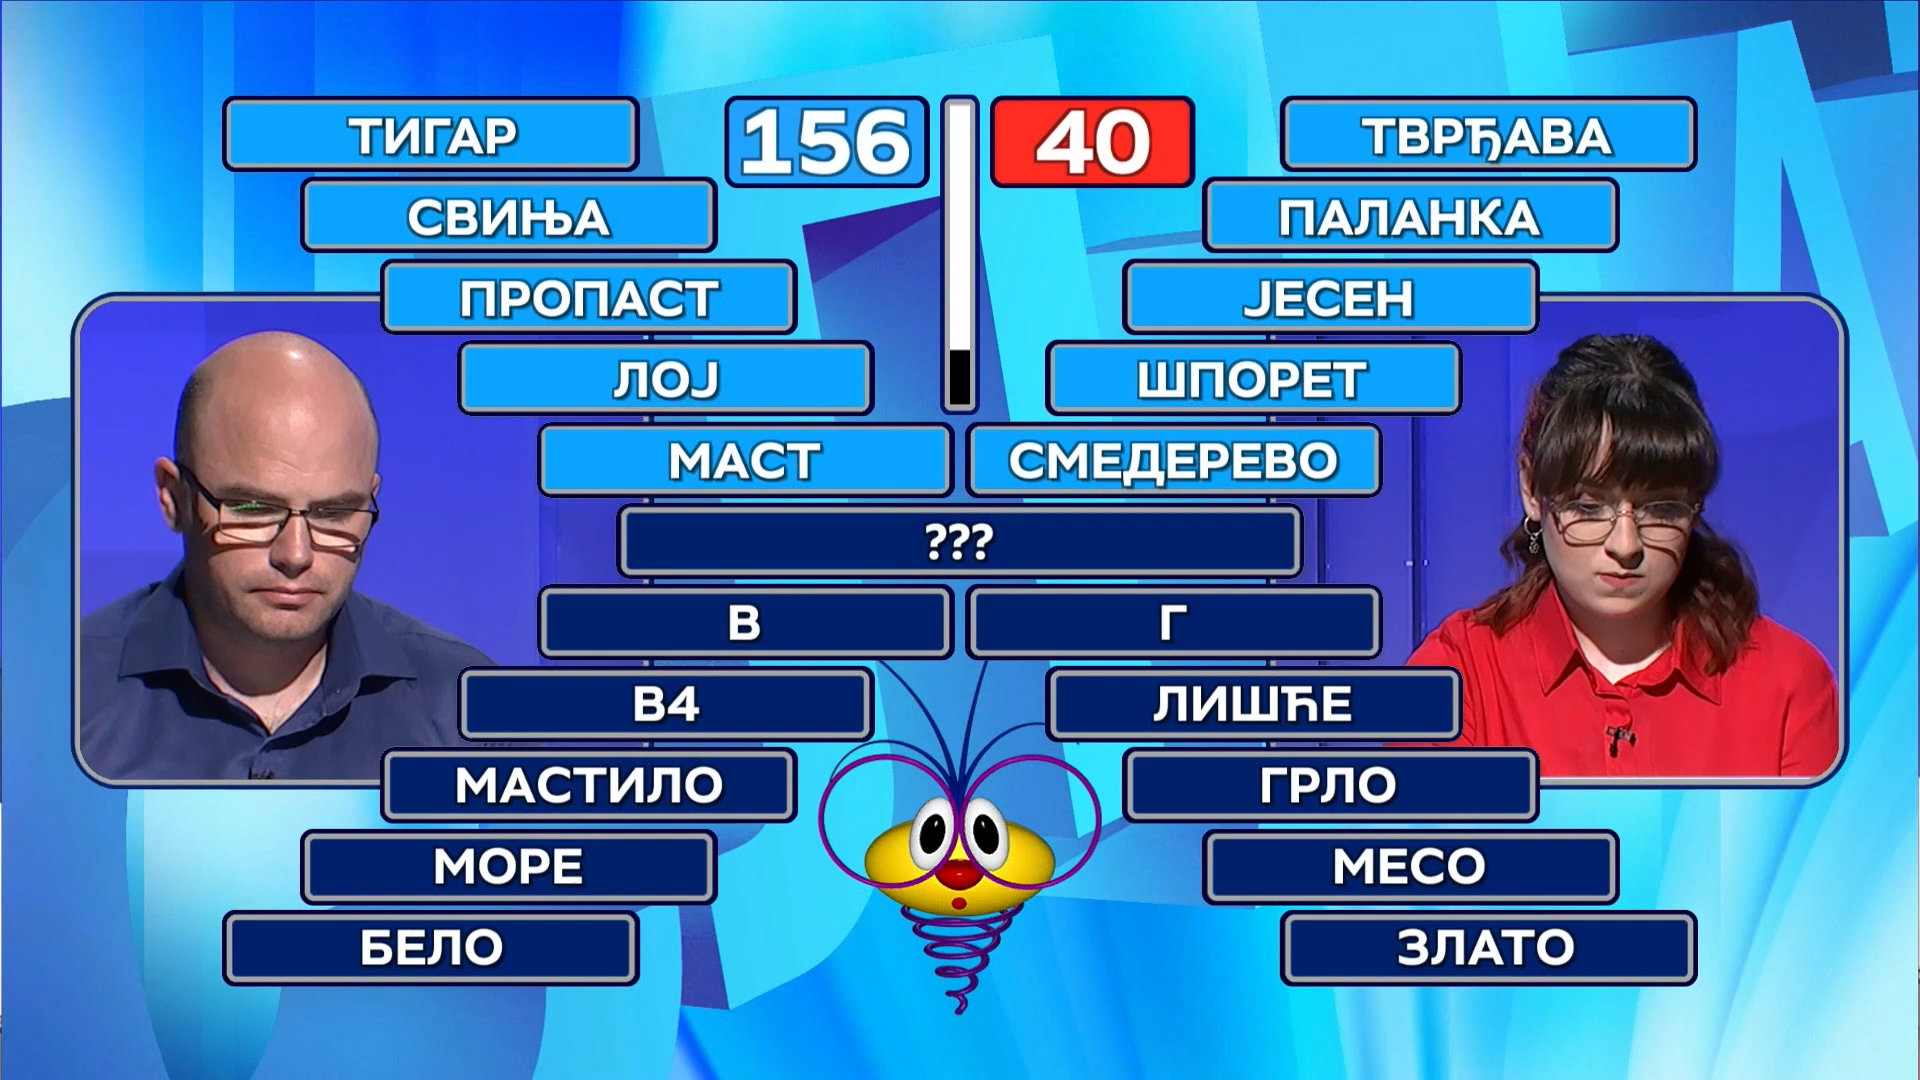 ТИГАР
156
40
ТВРЂАВА
СВИЊА
ПАЛАНКА
ПРОПАСТ
ЈЕСЕН
ЛОЈ
ШПОРЕТ
МАСТ
СМЕДЕРЕВО
???
В
Г
В4
ЛИШЋЕ
МАСТИЛО
ГРЛО
МОРЕ
МЕСО
БЕЛО
ЗЛАТО